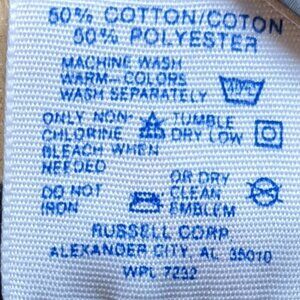 50% COTTON/COTON
50% POLYESTER
MACHINE WASH
WARM-COLORS
WASH SEPARATELY
ONLY NON- TUMBLE
CHLORINE DRY LOW
BLEACH WHEN
NEEDED OR DRY
DO NOT CLEAN
IRON EMBLEM
RUSSELL CORP.
ALEXANDER CITY, AL 35010
WPL 7232